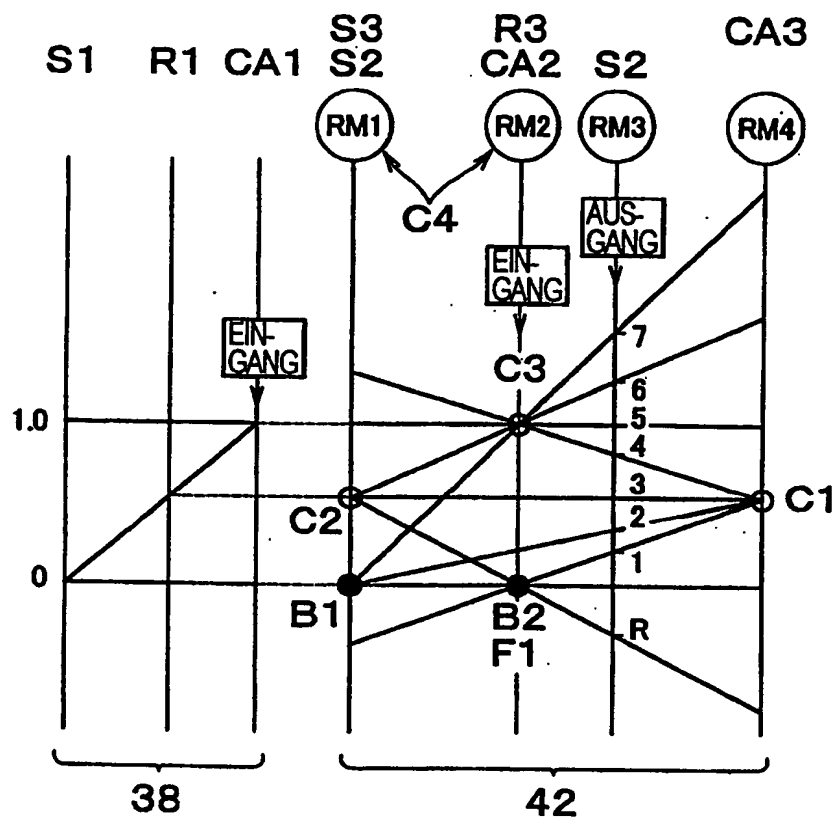 S3 R3 CA3
S1 R1 CA1 S2 CA2 S2
RM1 RM2 RM3 RM4
C4
AUS-
GANG
EIN-
GANG
EIN-
GANG
7
C3
6
1.0
5
4
3
C1
C2
2
1
0
B1
B2
R
F1
38
42